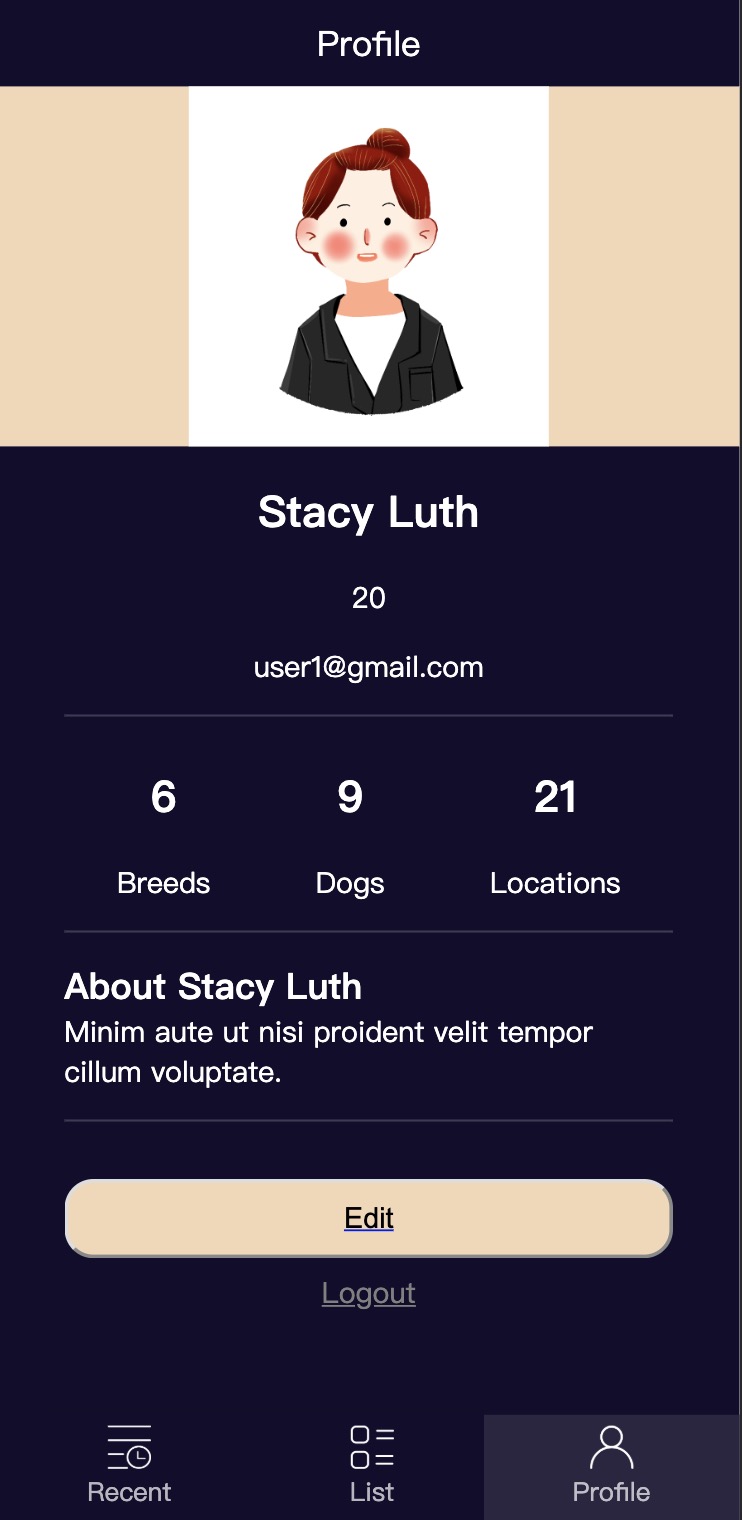 Profile
Stacy Luth
20
user1@gmail.com
6 9 21
Breeds Dogs Locations
About Stacy Luth
Minim aute ut nisi proident velit tempor
cillum voluptate.
Edit
Logout
Recent List Profile